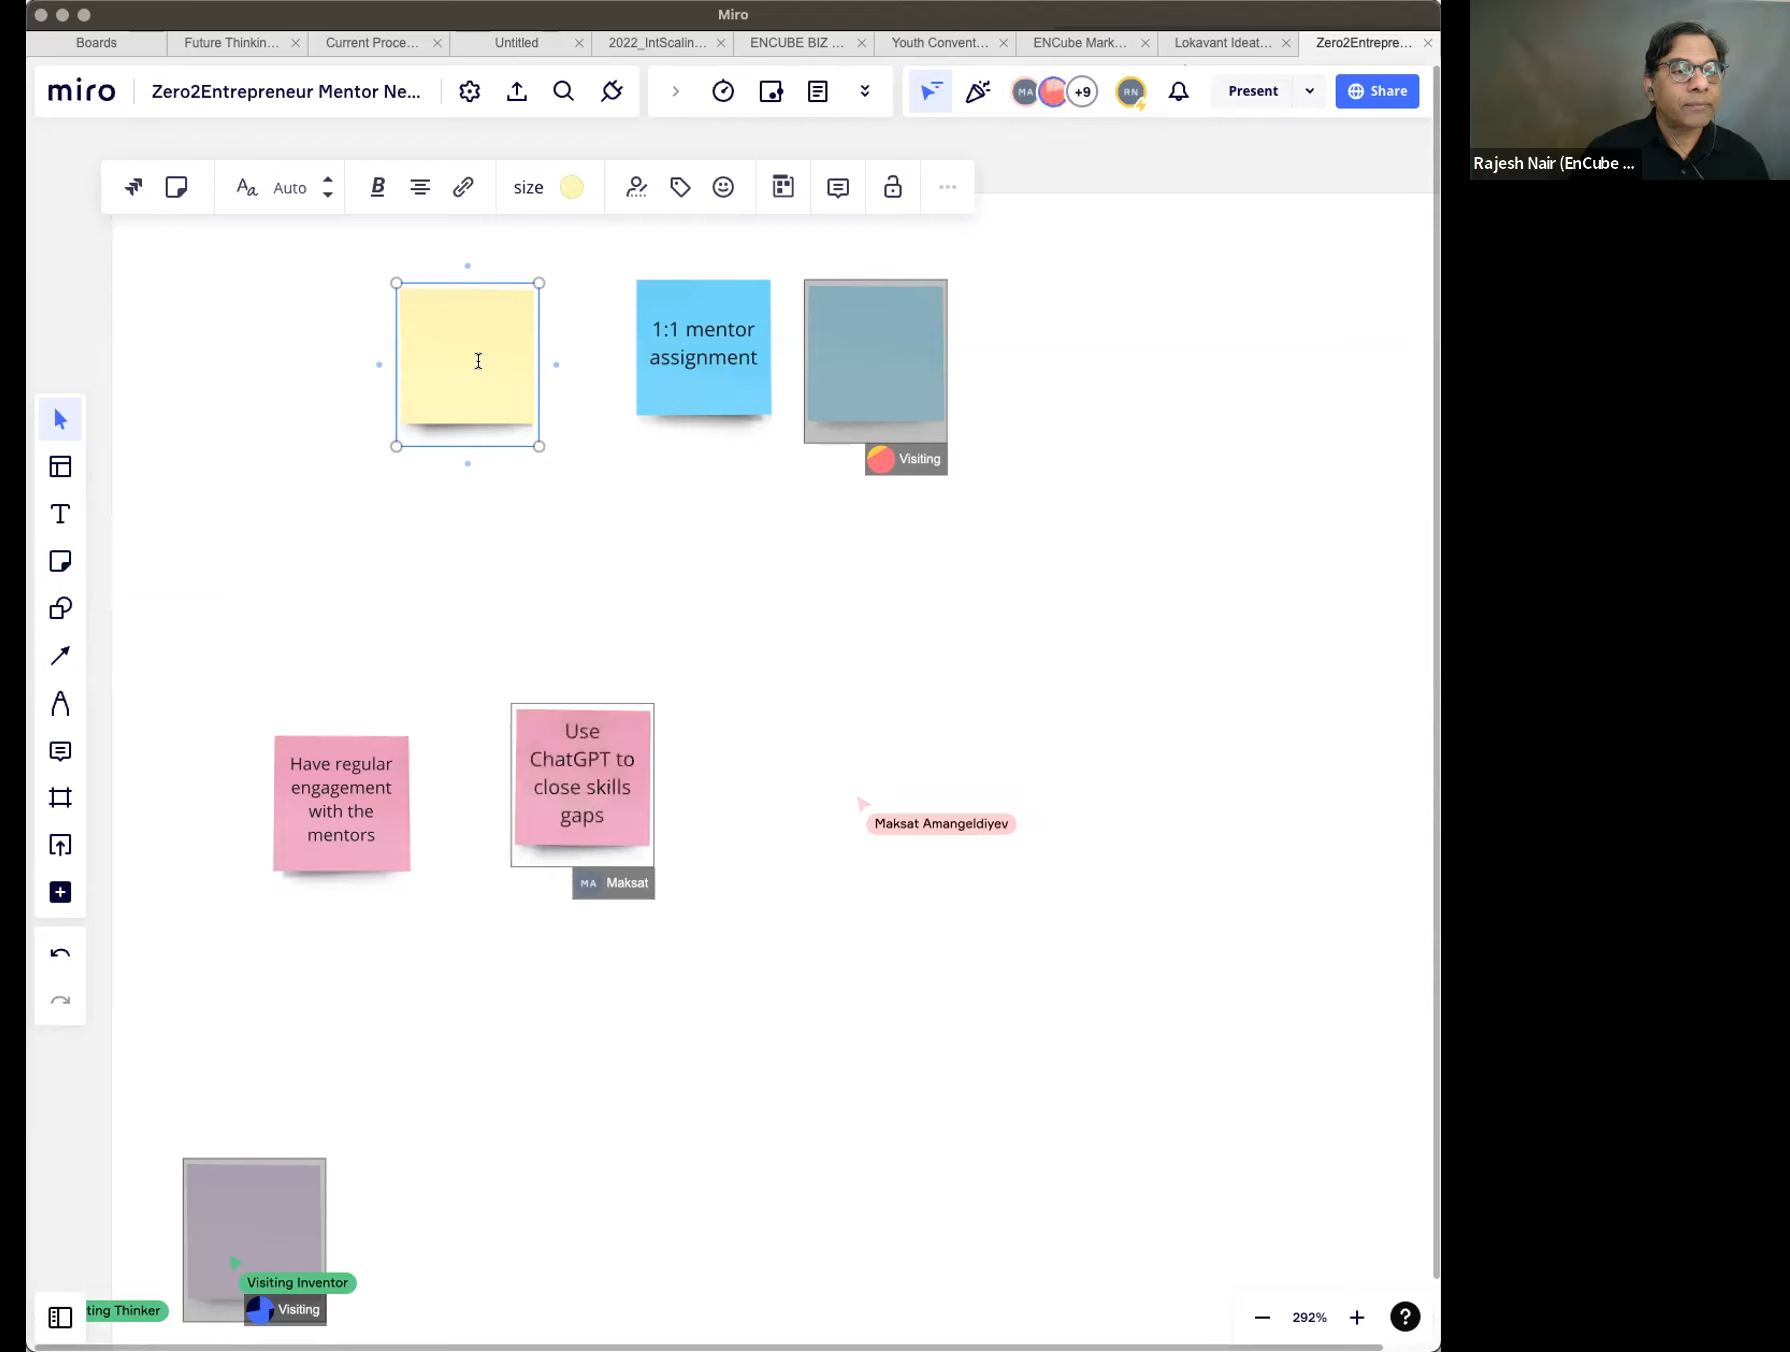 Miro
Boards
Future Thinkin...
Current Proce...
Untitled
2022_IntScalin...
ENCUBE BIZ ...
Youth Convent...
ENCube Mark...
Lokavant Ideat...
Zero2Entrepre...
miro
Zero2Entrepreneur Mentor Ne...
MA
+9
RN
Present
Share
Rajesh Nair (EnCube ...
Aa
Auto
B
size
1:1 mentor
assignment
Visiting
T
Use
ChatGPT to
close skills
gaps
Have regular
engagement
with the
mentors
Maksat Amangeldiyev
MA Maksat
Visiting Inventor
ting Thinker
Visiting
292%
?